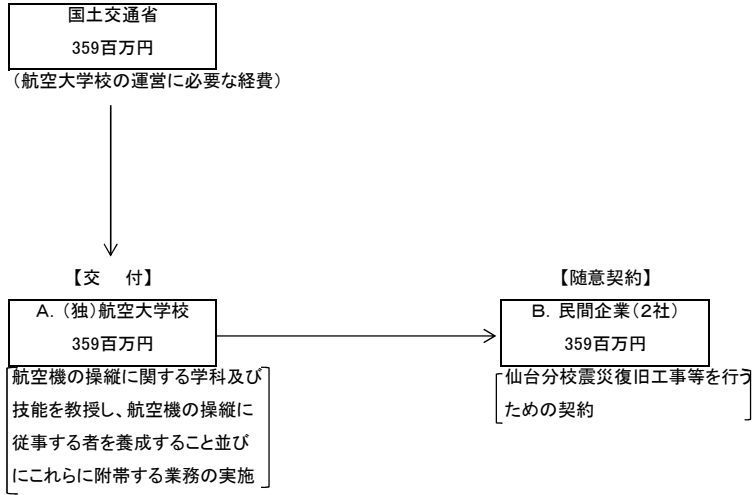 国土交通省
359百万円
(航空大学校の運営に必要な経費)
【交　付】
A. (独)航空大学校
359百万円
航空機の操縦に関する学科及び
技能を教授し、航空機の操縦に
従事する者を養成すること並び
にこれらに附帯する業務の実施
【随意契約】
B. 民間企業(2社)
359百万円
仙台分校震災復旧工事等を行う
ための契約